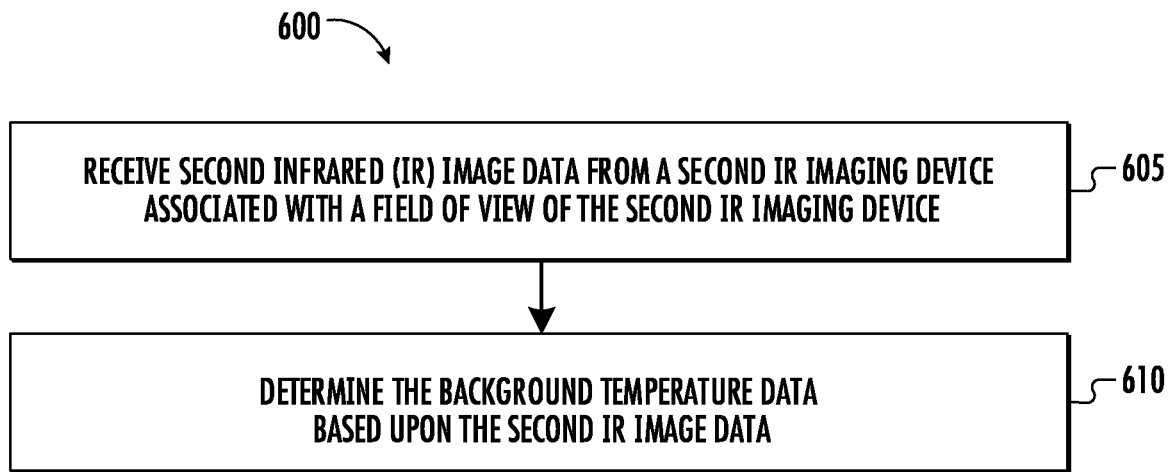 600
RECEIVE SECOND INFRARED (IR) IMAGE DATA FROM A SECOND IR IMAGING DEVICE
ASSOCIATED WITH A FIELD OF VIEW OF THE SECOND IR IMAGING DEVICE
605
DETERMINE THE BACKGROUND TEMPERATURE DATA
BASED UPON THE SECOND IR IMAGE DATA
610